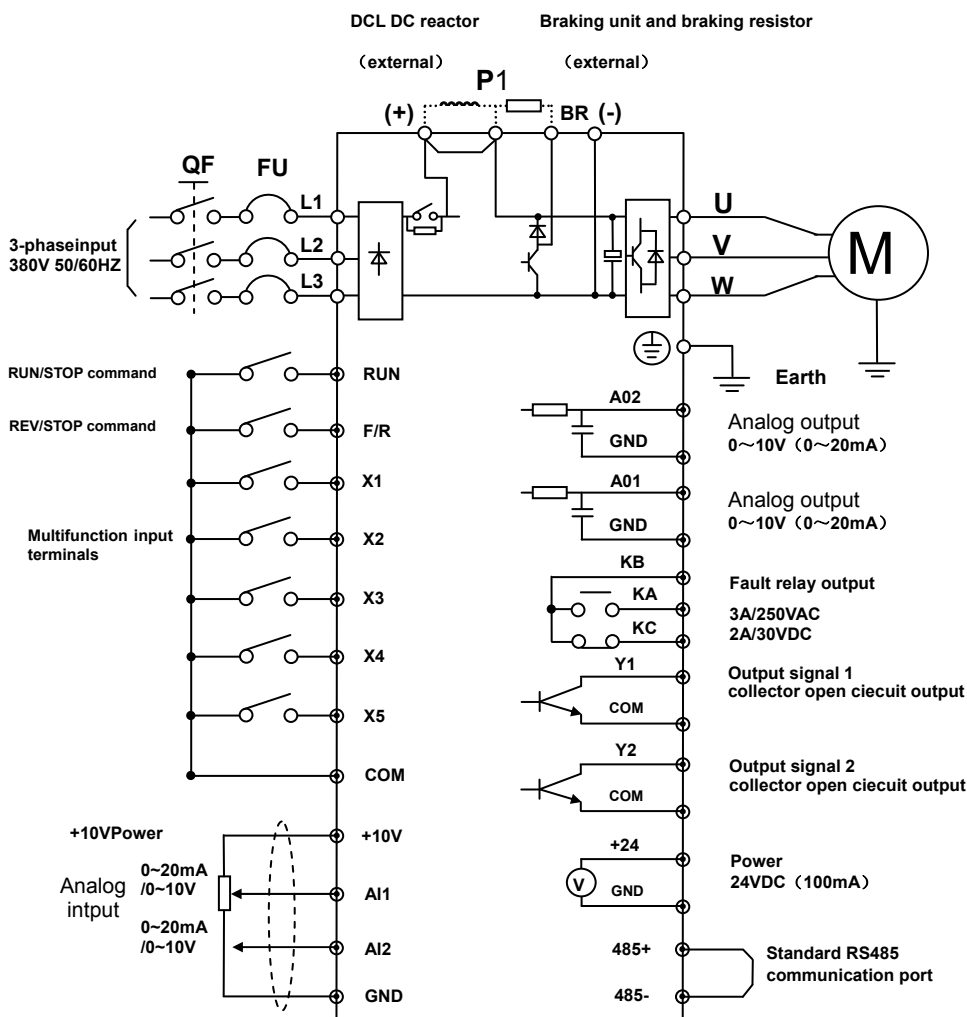 DCL DC reactor
Braking unit and braking resistor
（external）
（external）
P1
(+)
BR (-)
QF
FU
L1
L2
L3
3-phaseinput
380V 50/60HZ
U
V
W
M
Earth
RUN/STOP command
RUN
REV/STOP command
F/R
X1
Multifunction input
terminals
X2
X3
X4
X5
COM
A02
GND
Analog output
0～10V（0～20mA）
A01
GND
Analog output
0～10V（0～20mA）
KB
KA
KC
Fault relay output
3A/250VAC
2A/30VDC
Y1
COM
Output signal 1
collector open ciecuit output
Y2
COM
Output signal 2
collector open ciecuit output
+10VPower
+10V
Analog
intput
0~20mA
/0~10V
AI1
0~20mA
/0~10V
AI2
GND
+24
V
GND
Power
24VDC（100mA）
485+
485-
Standard RS485
communication port